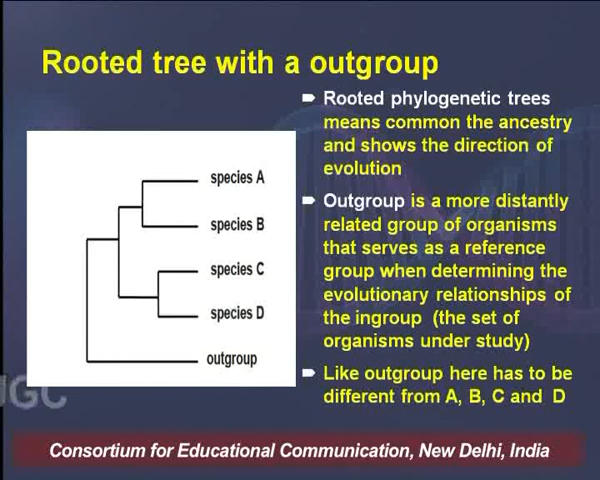 Rooted tree with a outgroup
Rooted phylogenetic trees
means common the ancestry
and shows the direction of
evolution
Outgroup is a more distantly
related group of organisms
that serves as a reference
group when determining the
evolutionary relationships of
the ingroup (the set of
organisms under study)
Like outgroup here has to be
different from A, B, C and D
species A
species B
species C
species D
outgroup
UGC
Consortium for Educational Communication, New Delhi, India